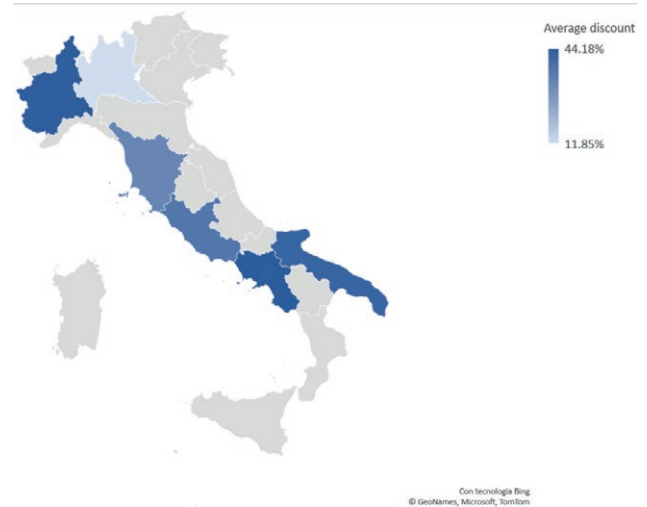 Average discount
44.18%
11.85%
Con tecnologia Bing
© GeoNames, Microsoft, TomTom